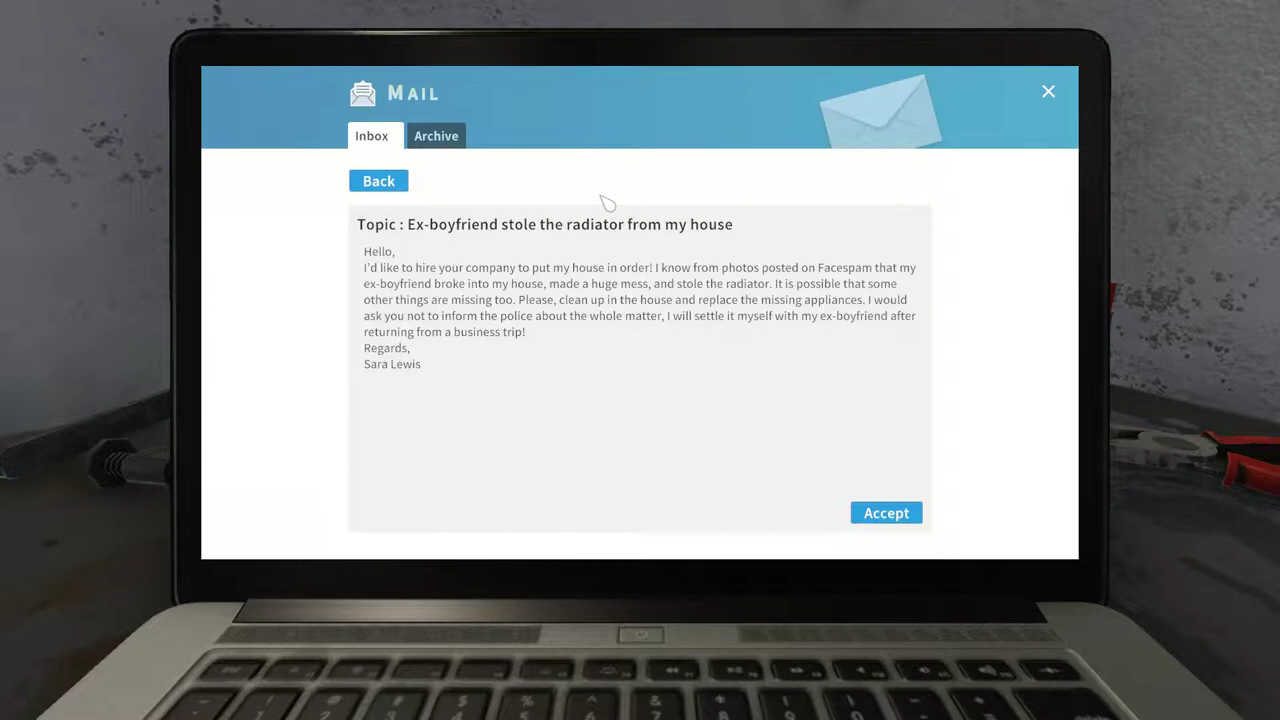 MAIL
Inbox
Archive
Back
Topic : Ex-boyfriend stole the radiator from my house
Hello,
I'd like to hire your company to put my house in order! I know from photos posted on Facespam that my
ex-boyfriend broke into my house, made a huge mess, and stole the radiator. It is possible that some
other things are missing too. Please, clean up in the house and replace the missing appliances. I would
ask you not to inform the police about the whole matter, I will settle it myself with my ex-boyfriend after
returning from a business trip!
Regards,
Sara Lewis
Accept